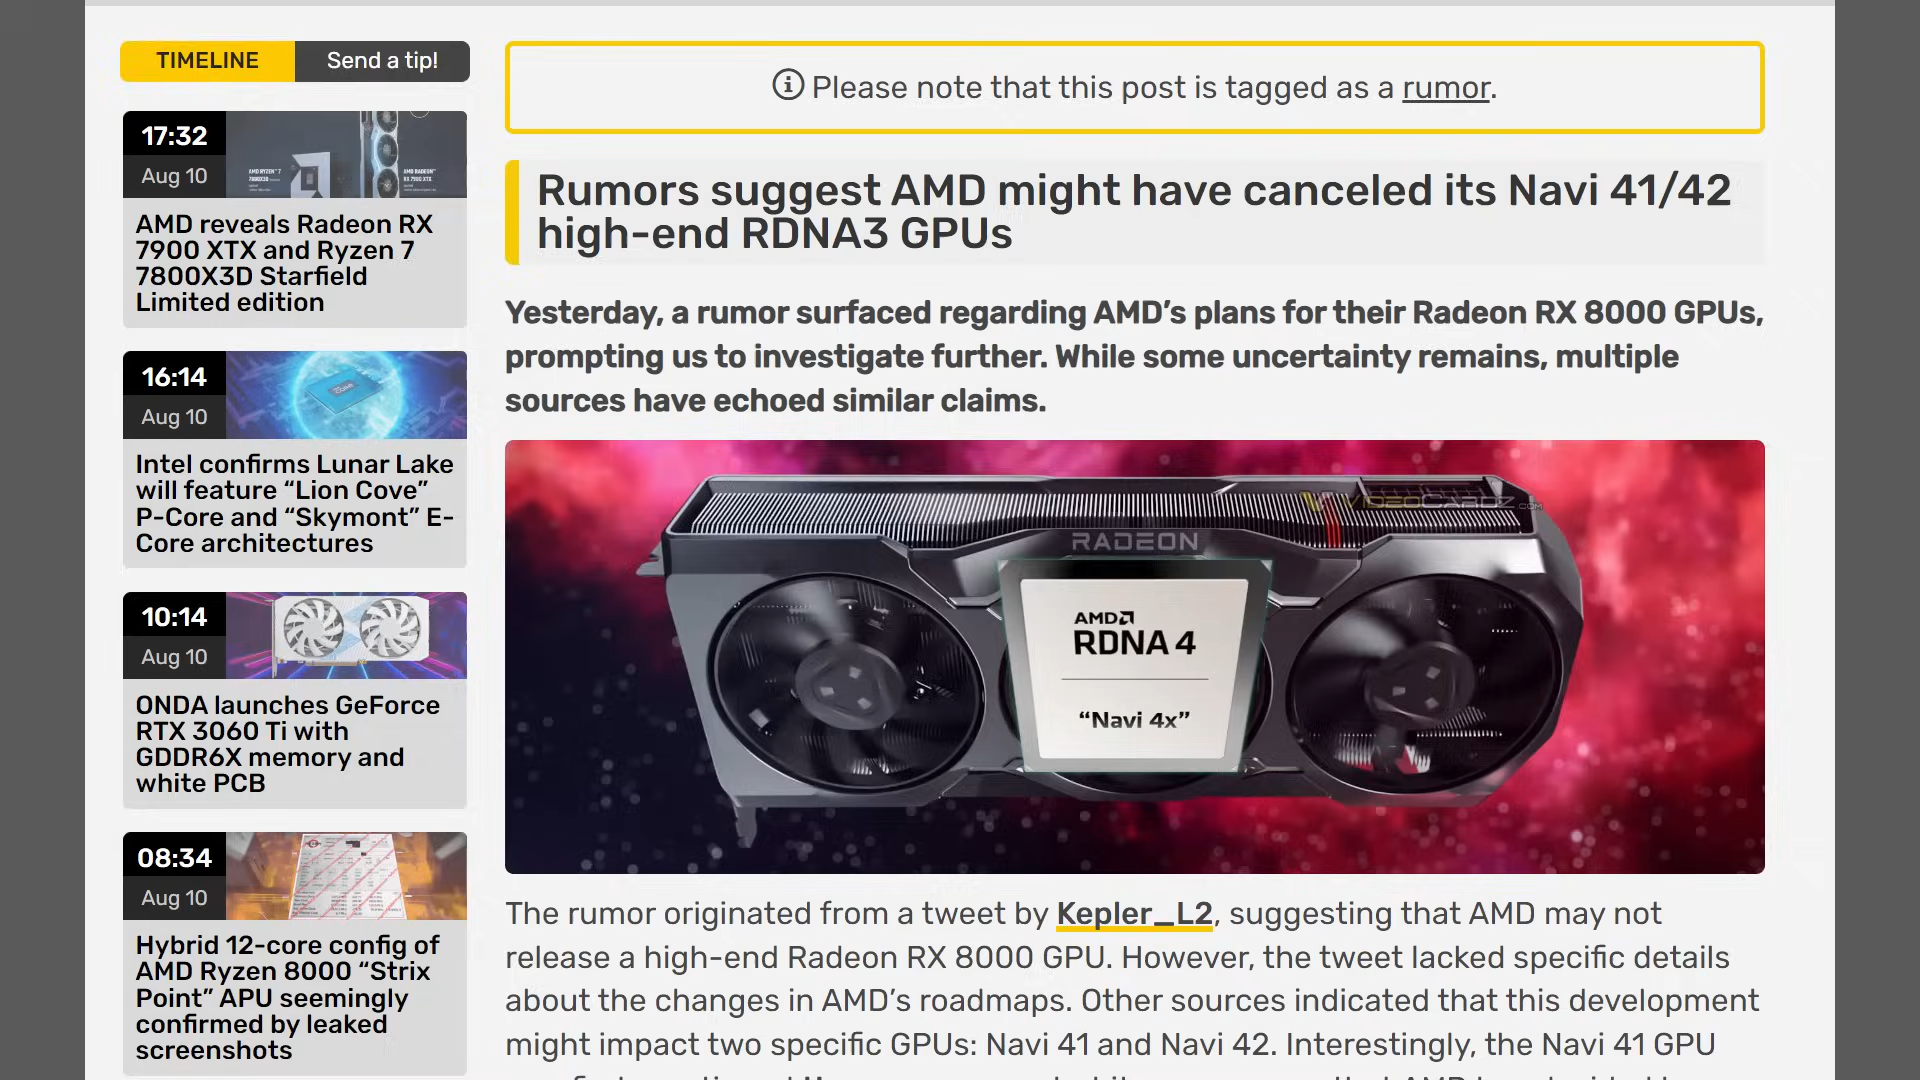 TIMELINE
Send a tip!
17:32
Aug 10
AMD reveals Radeon RX
7900 XTX and Ryzen 7
7800X3D Starfield
Limited edition
16:14
Aug 10
Intel confirms Lunar Lake
will feature “Lion Cove”
P-Core and “Skymont” E-
Core architectures
10:14
Aug 10
ONDA launches GeForce
RTX 3060 Ti with
GDDR6X memory and
white PCB
08:34
Aug 10
Hybrid 12-core config of
AMD Ryzen 8000 “Strix
Point” APU seemingly
confirmed by leaked
screenshots
Please note that this post is tagged as a rumor.
Rumors suggest AMD might have canceled its Navi 41/42
high-end RDNA3 GPUs
Yesterday, a rumor surfaced regarding AMD’s plans for their Radeon RX 8000 GPUs,
prompting us to investigate further. While some uncertainty remains, multiple
sources have echoed similar claims.
VIDEOCARDZ.COM
RADEON
AMD
RDNA 4
“Navi 4x”
The rumor originated from a tweet by Kepler_L2, suggesting that AMD may not
release a high-end Radeon RX 8000 GPU. However, the tweet lacked specific details
about the changes in AMD’s roadmaps. Other sources indicated that this development
might impact two specific GPUs: Navi 41 and Navi 42. Interestingly, the Navi 41 GPU